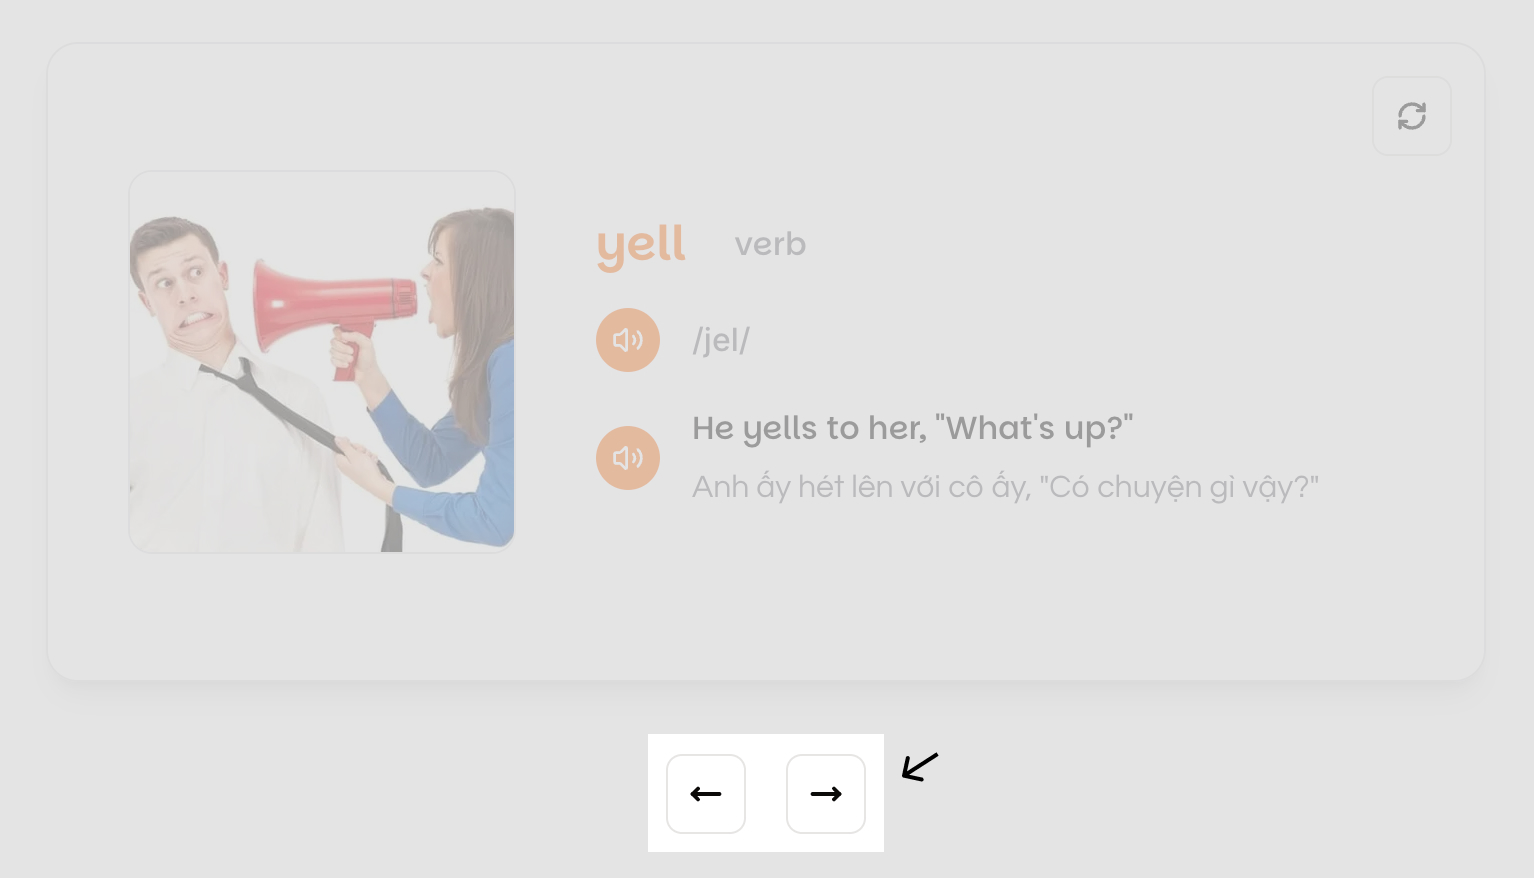 yell verb
/jel/
He yells to her, "What's up?"
Anh ấy hét lên với cô ấy, "Có chuyện gì vậy?"